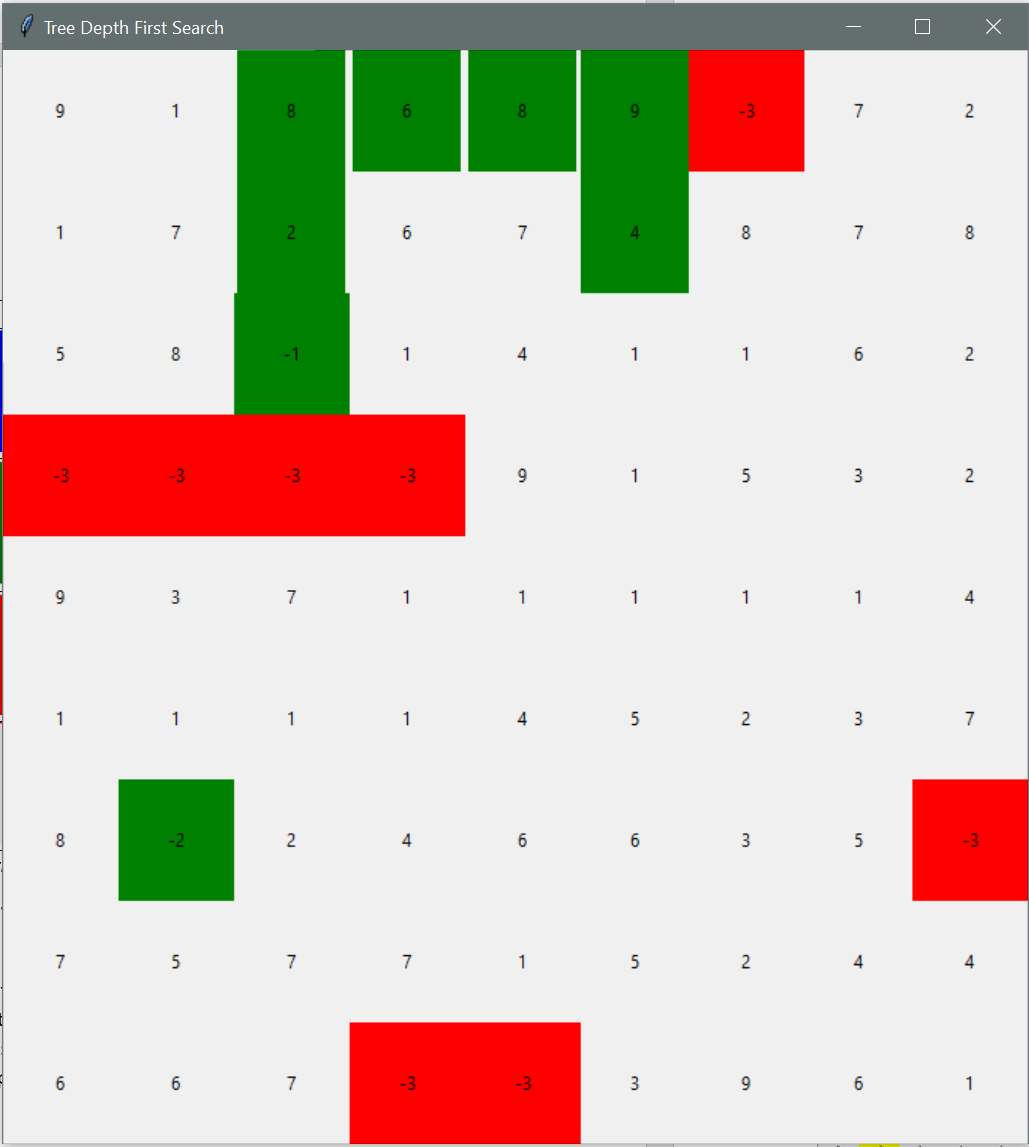 Tree Depth First Search
9 1 8 6 8 9 -3 7 2
1 7 2 6 7 4 8 7 8
5 8 -1 1 4 1 1 6 2
-3 -3 -3 -3 9 1 5 3 2
9 3 7 1 1 1 1 1 4
1 1 1 1 4 5 2 3 7
8 -2 2 4 6 6 3 5 -3
7 5 7 7 1 5 2 4 4
6 6 7 -3 -3 3 9 6 1